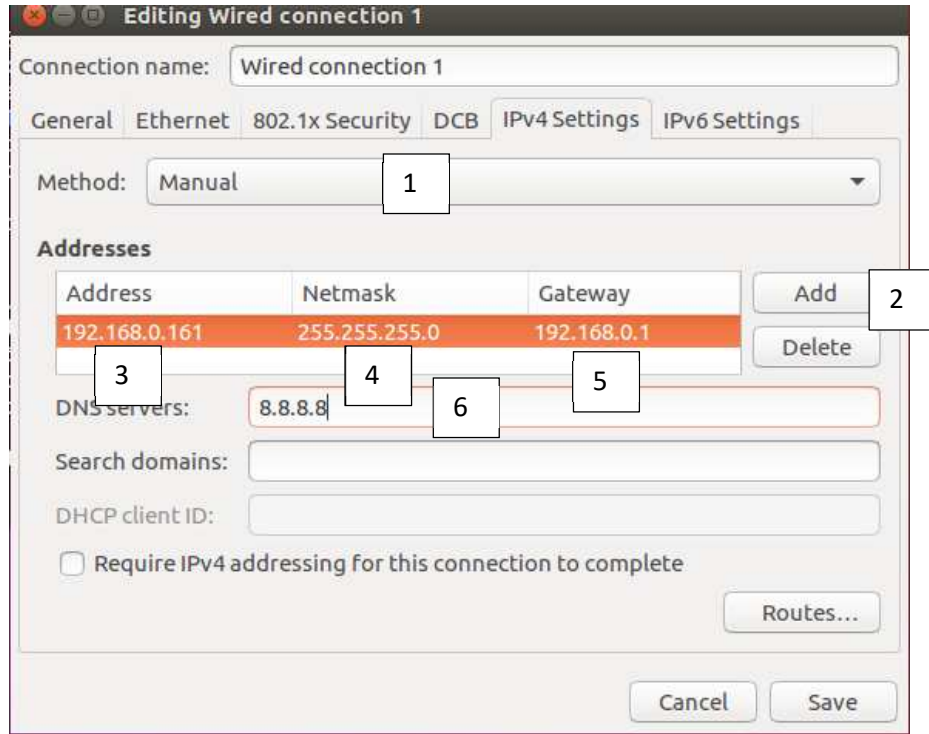 Editing Wired connection 1
Connection name: Wired connection 1
General Ethernet 802.1x Security DCB IPv4 Settings IPv6 Settings
Method: Manual 1
Addresses
Address Netmask Gateway Add 2
192.168.0.161 255.255.255.0 192.168.0.1
Delete
3 4 5
DNS servers: 8.8.8.8 6
Search domains:
DHCP client ID:
Require IPv4 addressing for this connection to complete
Routes...
Cancel Save